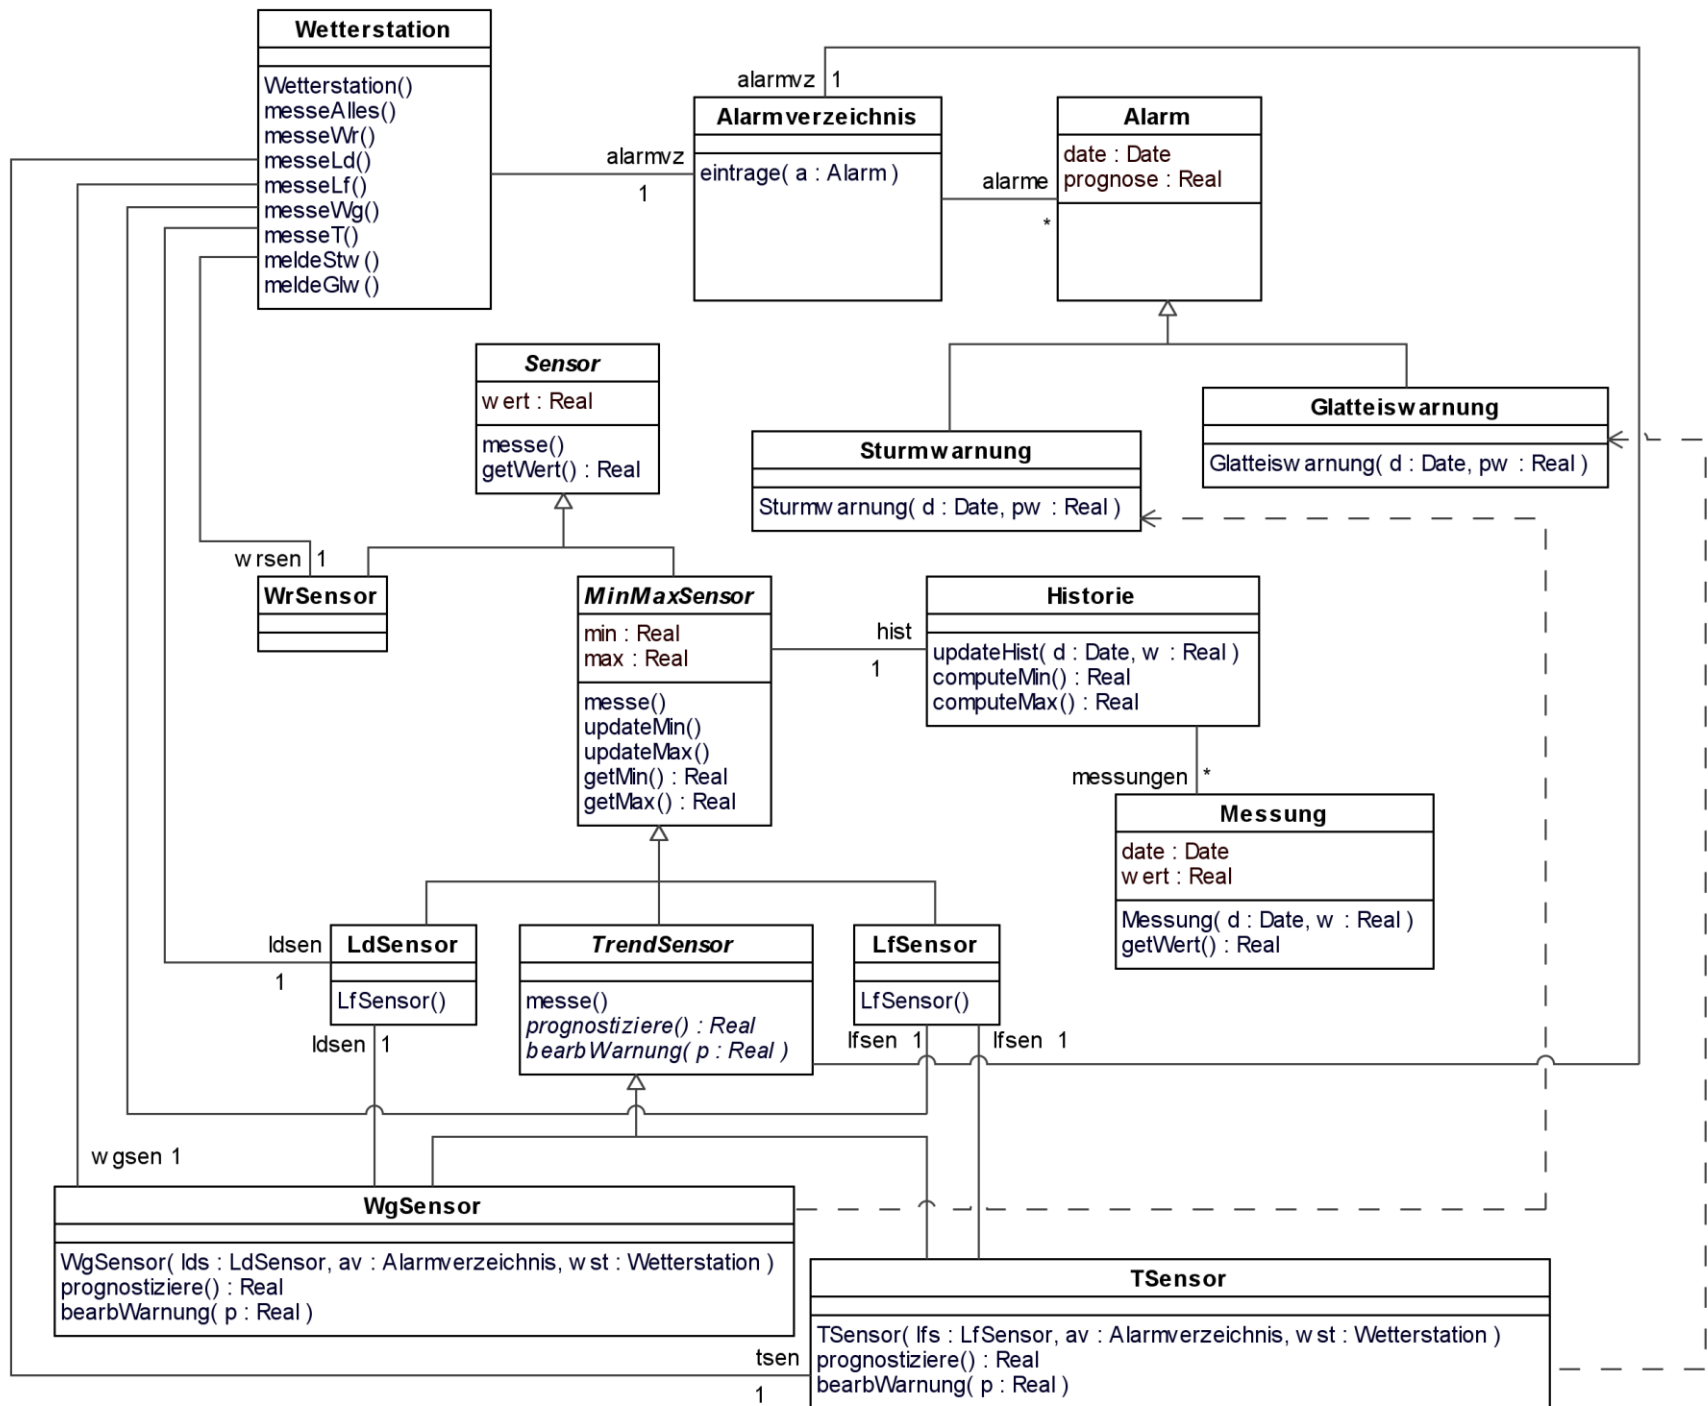 Wetterstation
Wetterstation()
messeAlles()
messeWr()
messeLd()
messeLf()
messeWg()
messeT()
meldeStw()
meldeGlw()
alarmvz 1
alarmvz
1
Alarmverzeichnis
eintrage( a : Alarm )
alarme
*
Alarm
date : Date
prognose : Real
Sensor
wert : Real
messe()
getWert() : Real
Sturmwarnung
Sturmwarnung( d : Date, pw : Real )
Glatteiswarnung
Glatteiswarnung( d : Date, pw : Real )
wrsen 1
WrSensor
MinMaxSensor
min : Real
max : Real
messe()
updateMin()
updateMax()
getMin() : Real
getMax() : Real
hist
1
Historie
updateHist( d : Date, w : Real )
computeMin() : Real
computeMax() : Real
messungen *
Messung
date : Date
wert : Real
Messung( d : Date, w : Real )
getWert() : Real
ldsen
1
LdSensor
LfSensor()
ldsen 1
TrendSensor
messe()
prognostiziere() : Real
bearbWarnung( p : Real )
LfSensor
LfSensor()
lfsen 1
lfsen 1
wgsen 1
WgSensor
WgSensor( lds : LdSensor, av : Alarmverzeichnis, wst : Wetterstation )
prognostiziere() : Real
bearbWarnung( p : Real )
tsen
1
TSensor
TSensor( lfs : LfSensor, av : Alarmverzeichnis, wst : Wetterstation )
prognostiziere() : Real
bearbWarnung( p : Real )